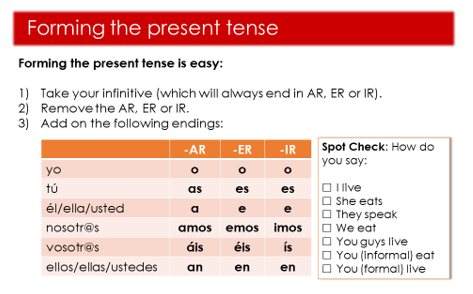 Forming the present tense
Forming the present tense is easy:
1) Take your infinitive (which will always end in AR, ER or IR).
2) Remove the AR, ER or IR.
3) Add on the following endings:
-AR -ER -IR
yo o o o
tú as es es
él/ella/usted a e e
nosotr@s amos emos imos
vosotr@s áis éis ís
ellos/ellas/ustedes an en en
Spot Check: How do
you say:
☐ I live
☐ She eats
☐ They speak
☐ We eat
☐ You guys live
☐ You (informal) eat
☐ You (formal) live